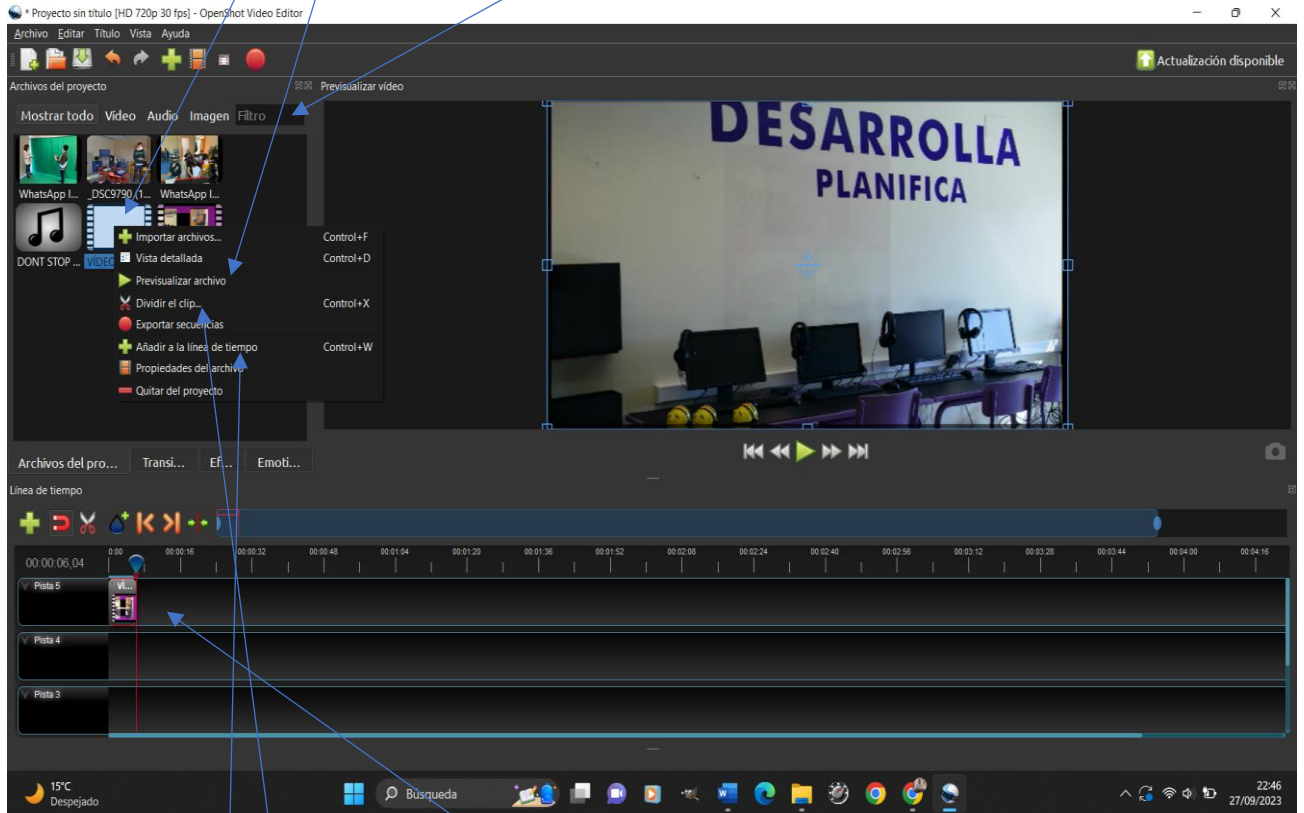 * Proyecto sin título [HD 720p 30 fps] - OpenShot Video Editor
Archivo Editar Título Vista Ayuda
Actualización disponible
Archivos del proyecto
Previsualizar vídeo
Mostrar todo Vídeo Audio Imagen Filtro
WhatsApp I... _DSC9790 (1... WhatsApp I...
DONT STOP ... VÍDEO
Importar archivos... Control+F
Vista detallada Control+D
Previsualizar archivo
Dividir el clip... Control+X
Exportar secuencias
Añadir a la línea de tiempo Control+W
Propiedades del archivo
Quitar del proyecto
DESARROLLA
PLANIFICA
Archivos del pro... Transi... Ef... Emoti...
Línea de tiempo
00:00:06,04
0:00 00:00:16 00:00:32 00:00:48 00:01:04 00:01:20 00:01:36 00:01:52 00:02:08 00:02:24 00:02:40 00:02:56 00:03:12 00:03:28 00:03:44 00:04:00 00:04:16
Pista 5
VÍ...
Pista 4
Pista 3
15°C
Despejado
Búsqueda
22:46
27/09/2023